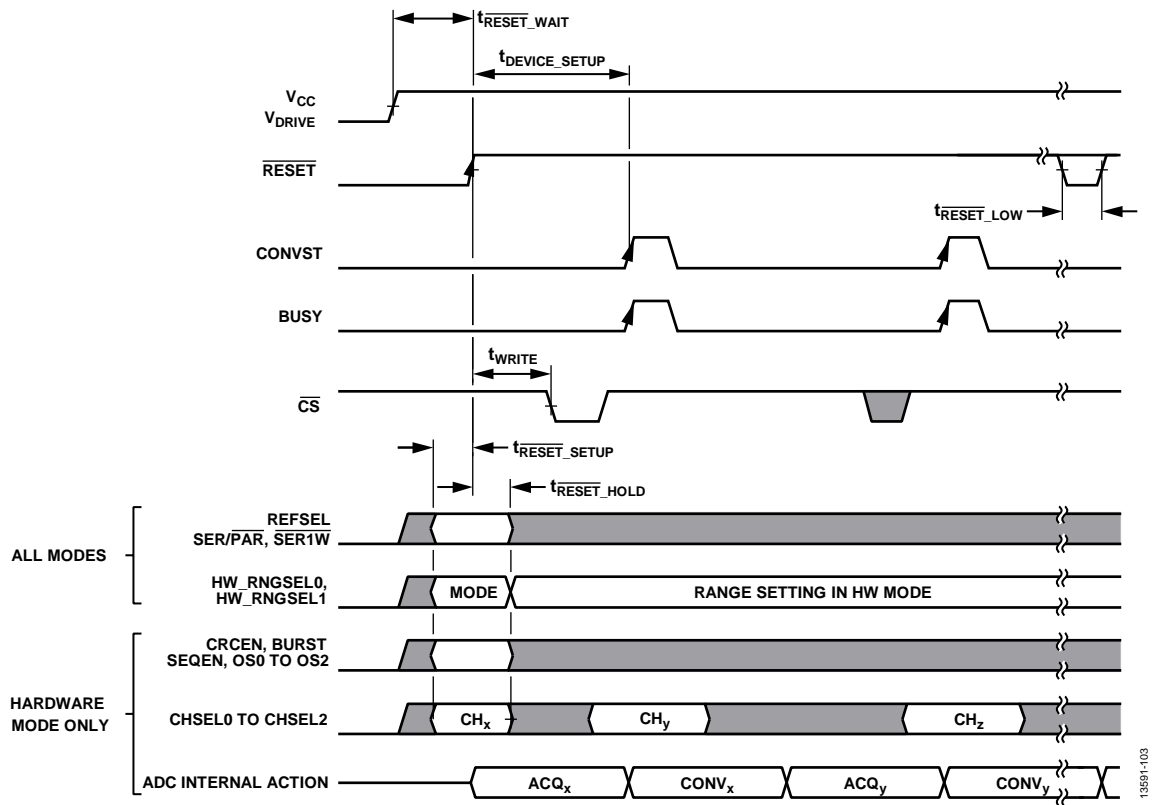 tRESET_WAIT
tDEVICE_SETUP
VCC
VDRIVE
RESET
tRESET_LOW
CONVST
BUSY
tWRITE
CS
tRESET_SETUP
tRESET_HOLD
ALL MODES
REFSEL
SER/PAR, SER1W
HW_RNGSEL0,
HW_RNGSEL1
MODE
RANGE SETTING IN HW MODE
HARDWARE
MODE ONLY
CRCEN, BURST
SEQEN, OS0 TO OS2
CHSEL0 TO CHSEL2
CHx
CHy
CHz
ADC INTERNAL ACTION
ACQx
CONVx
ACQy
CONVy
13591-103